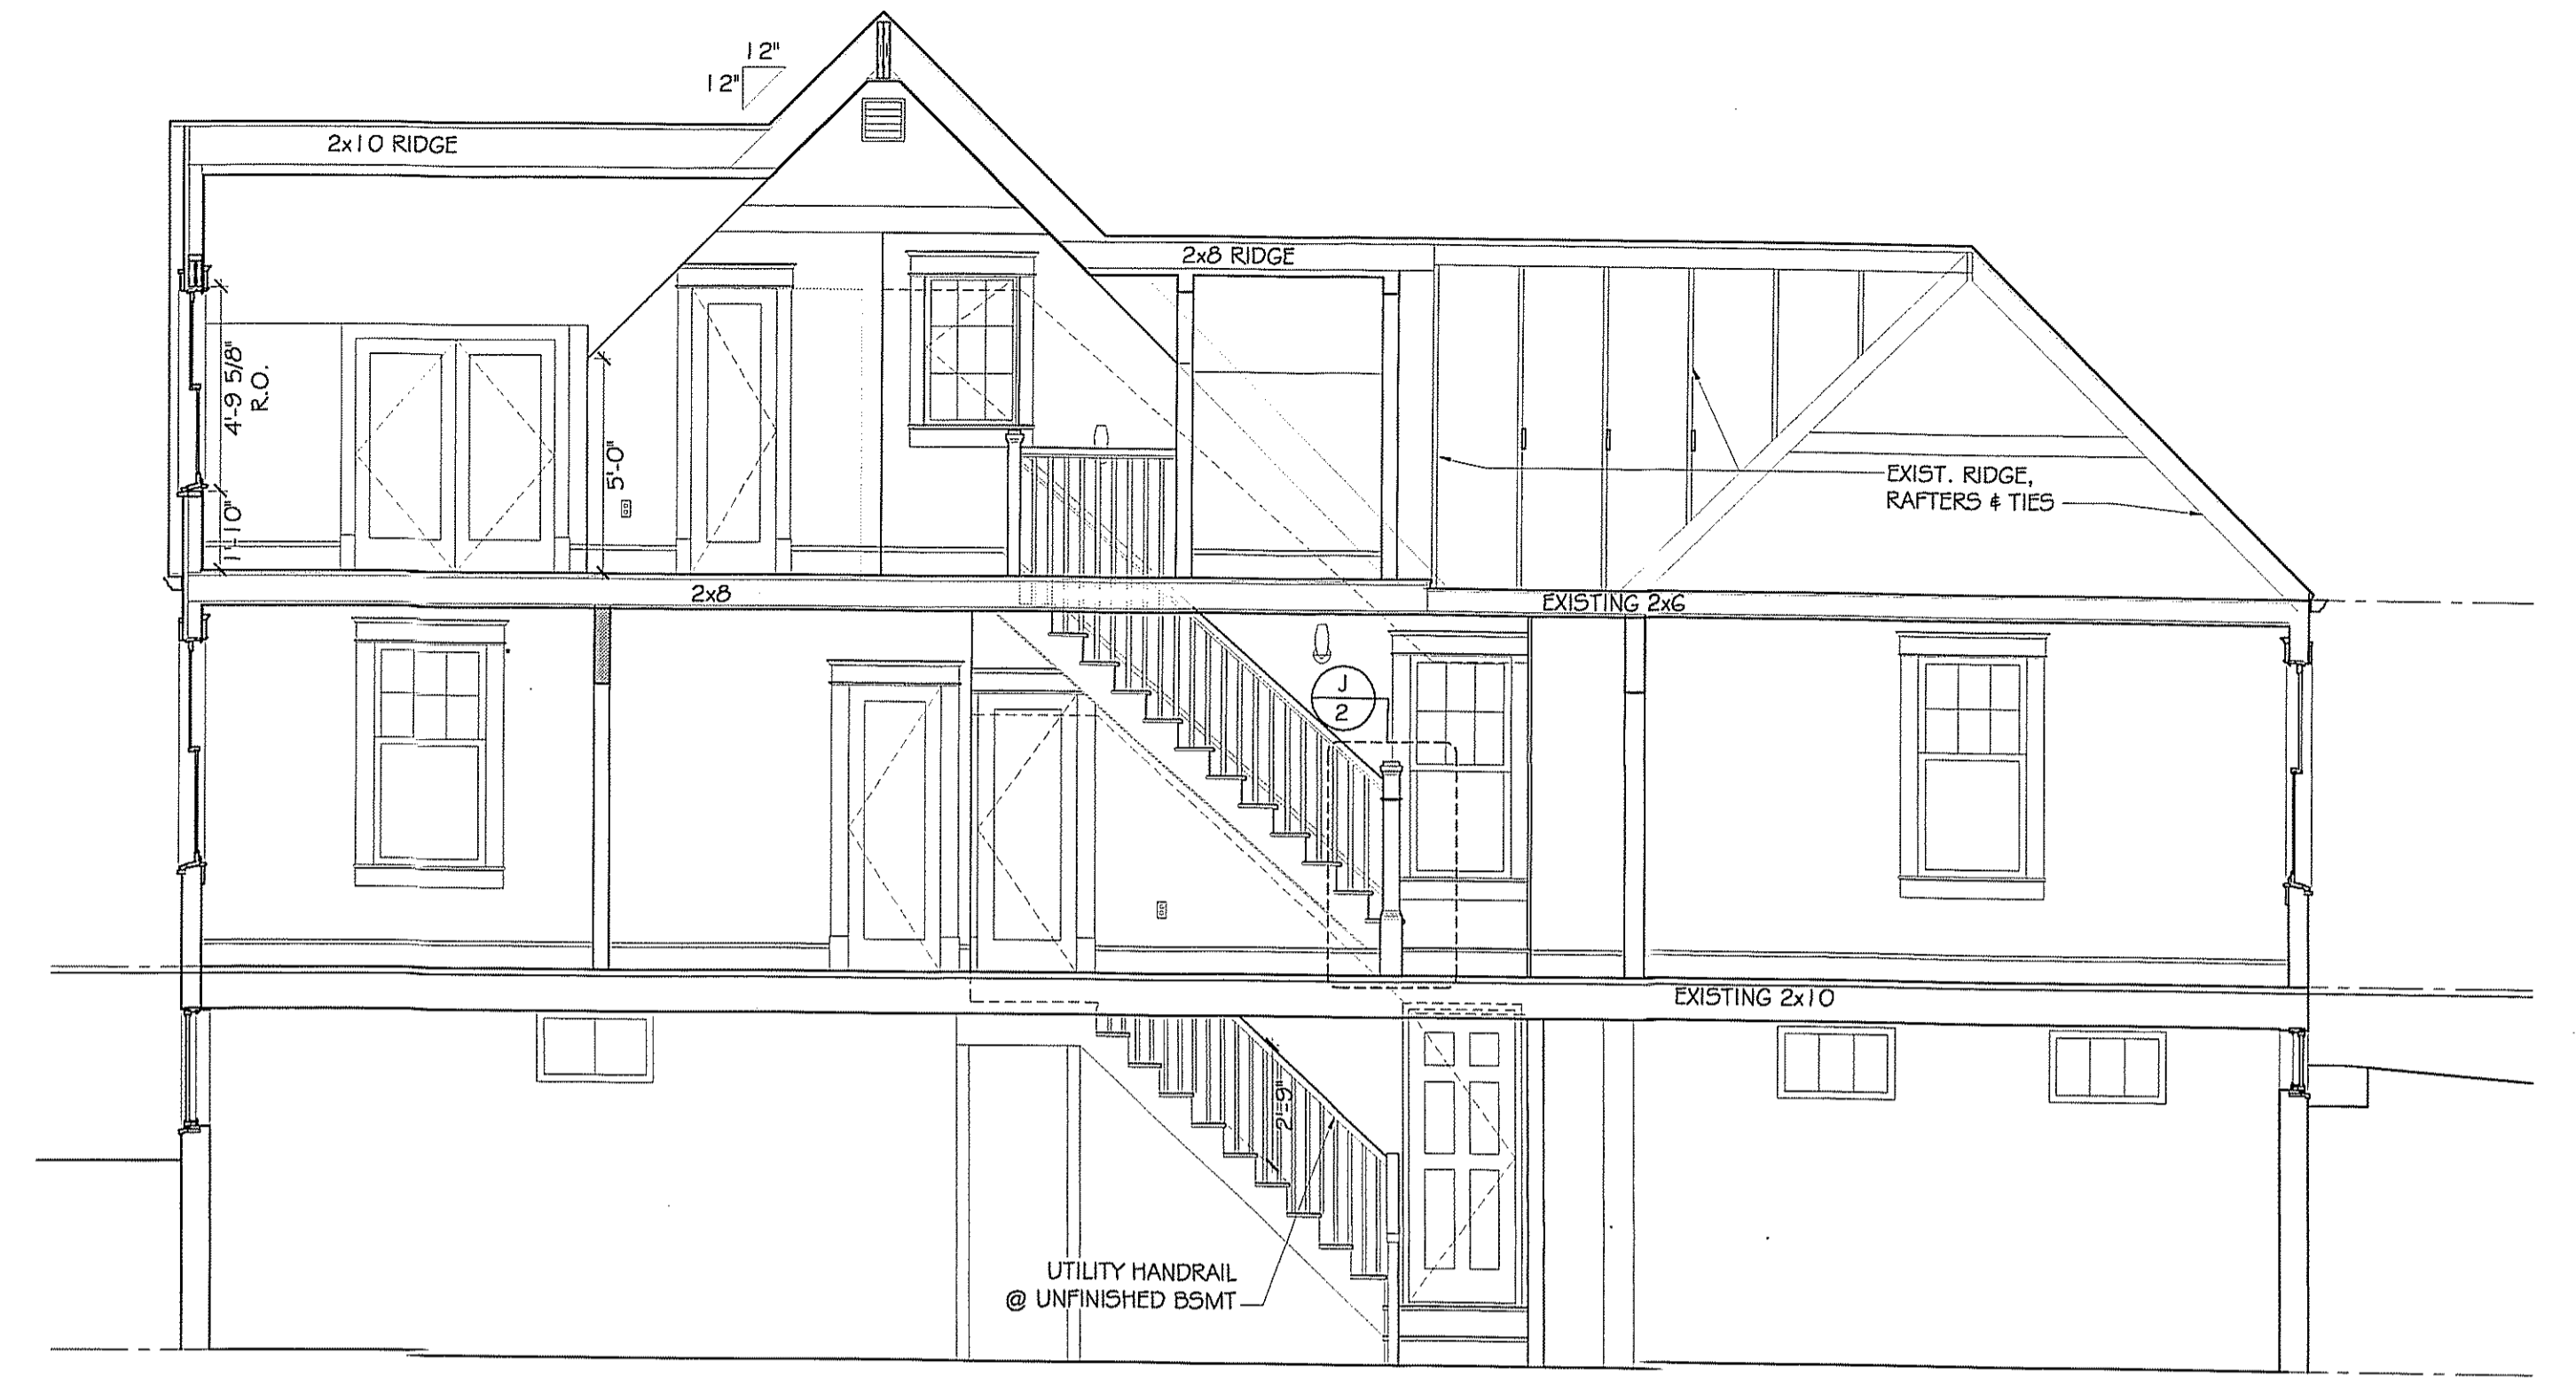 12"
12"
2x10 RIDGE
2x8 RIDGE
4'-9 5/8"
R.O.
5'-0"
1'-10"
EXIST. RIDGE,
RAFTERS & TIES
2x8
EXISTING 2x6
J
2
EXISTING 2x10
2'-9"
UTILITY HANDRAIL
@ UNFINISHED BSMT